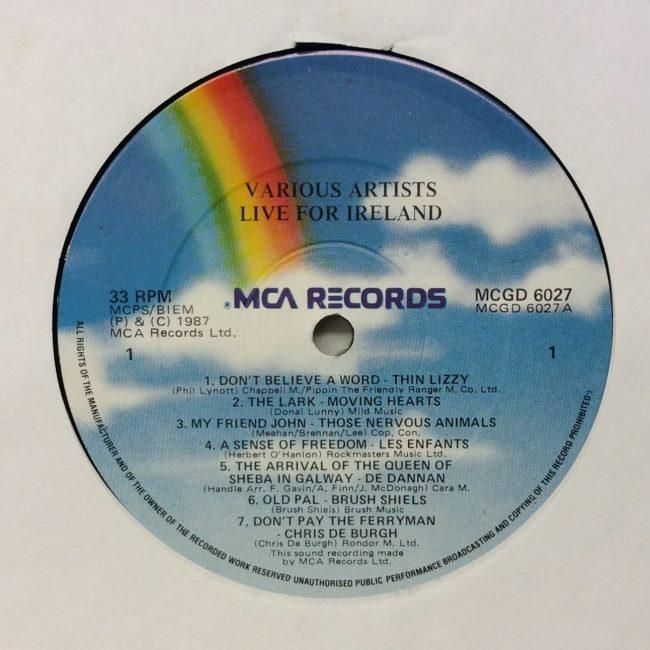 VARIOUS ARTISTS
LIVE FOR IRELAND
33 RPM
MCPS/BIEM
(P) & (C) 1987
MCA Records Ltd.
1
®MCA RECORDS
MCGD 6027
MCGD 6027A
1
1. DON'T BELIEVE A WORD - THIN LIZZY
(Phil Lynott) Chappell M./Pippin The Friendly Ranger M. Co, Ltd.
2. THE LARK - MOVING HEARTS
(Donal Lunny) Mild Music
3. MY FRIEND JOHN - THOSE NERVOUS ANIMALS
(Meehan/Brennan/Lee) Cop. Con.
4. A SENSE OF FREEDOM - LES ENFANTS
(Herbert O'Hanlon) Rockmasters Music Ltd.
5. THE ARRIVAL OF THE QUEEN OF
SHEBA IN GALWAY - DE DANNAN
(Handle Arr. F. Gavin/A. Finn/J. McDonagh) Cara M.
6. OLD PAL - BRUSH SHIELS
(Brush Shiels) Brush Music
7. DON'T PAY THE FERRYMAN
- CHRIS DE BURGH
(Chris De Burgh) Rondor M. Ltd.
This sound recording made
by MCA Records Ltd.
ALL RIGHTS OF THE MANUFACTURER AND OF THE OWNER OF THE RECORDED WORK RESERVED UNAUTHORISED PUBLIC PERFORMANCE BROADCASTING AND COPYING OF THIS RECORD PROHIBITED